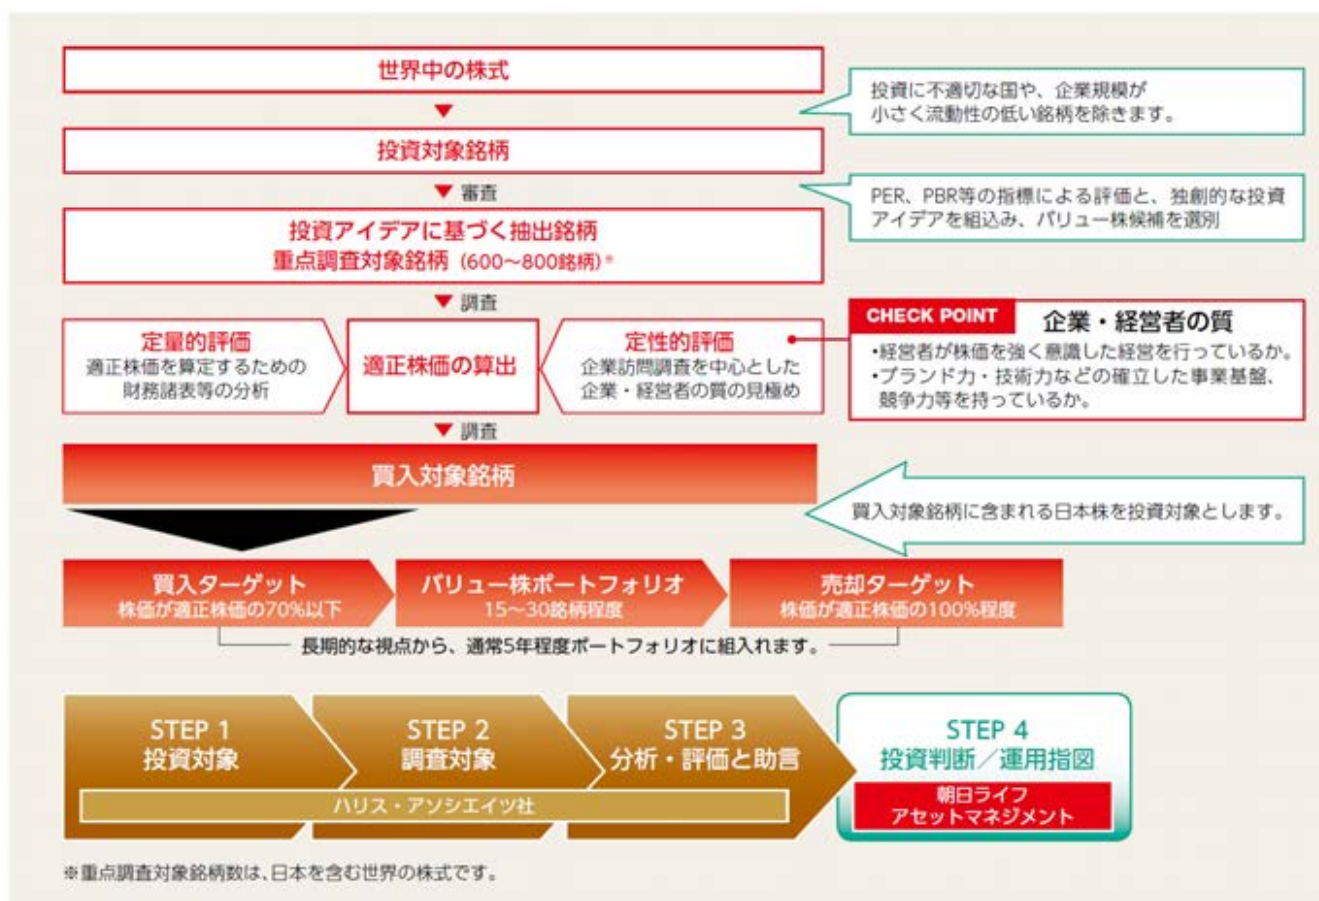 世界中の株式
投資に不適切な国や、企業規模が
小さく流動性の低い銘柄を除きます。
▼
投資対象銘柄
▼ 審査
PER、PBR等の指標による評価と、独創的な投資
アイデアを組込み、バリュー株候補を選別
投資アイデアに基づく抽出銘柄
重点調査対象銘柄（600〜800銘柄）※
▼ 調査
定量的評価
適正株価を算定するための
財務諸表等の分析
適正株価の算出
定性的評価
企業訪問調査を中心とした
企業・経営者の質の見極め
CHECK POINT 企業・経営者の質
・経営者が株価を強く意識した経営を行っているか。
・ブランド力・技術力などの確立した事業基盤、
競争力等を持っているか。
▼ 調査
買入対象銘柄
買入対象銘柄に含まれる日本株を投資対象とします。
買入ターゲット
株価が適正株価の70%以下
バリュー株ポートフォリオ
15〜30銘柄程度
売却ターゲット
株価が適正株価の100%程度
長期的な視点から、通常5年程度ポートフォリオに組入れます。
STEP 1
投資対象
STEP 2
調査対象
STEP 3
分析・評価と助言
ハリス・アソシエイツ社
STEP 4
投資判断／運用指図
朝日ライフ
アセットマネジメント
※重点調査対象銘柄数は、日本を含む世界の株式です。